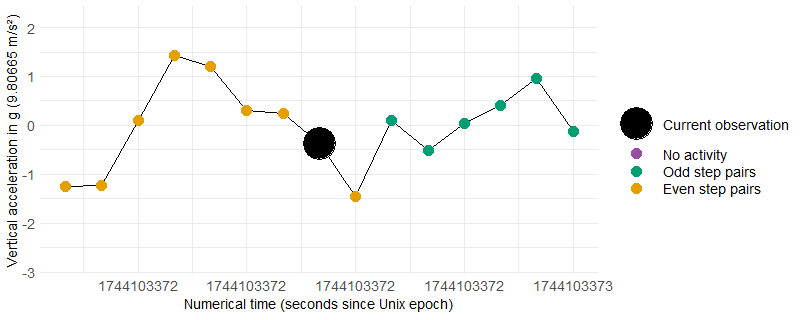 Vertical acceleration in g (9.80665 m/s²)
2
1
0
-1
-2
-3
1744103372 1744103372 1744103372 1744103372 1744103373
Numerical time (seconds since Unix epoch)
Current observation
No activity
Odd step pairs
Even step pairs